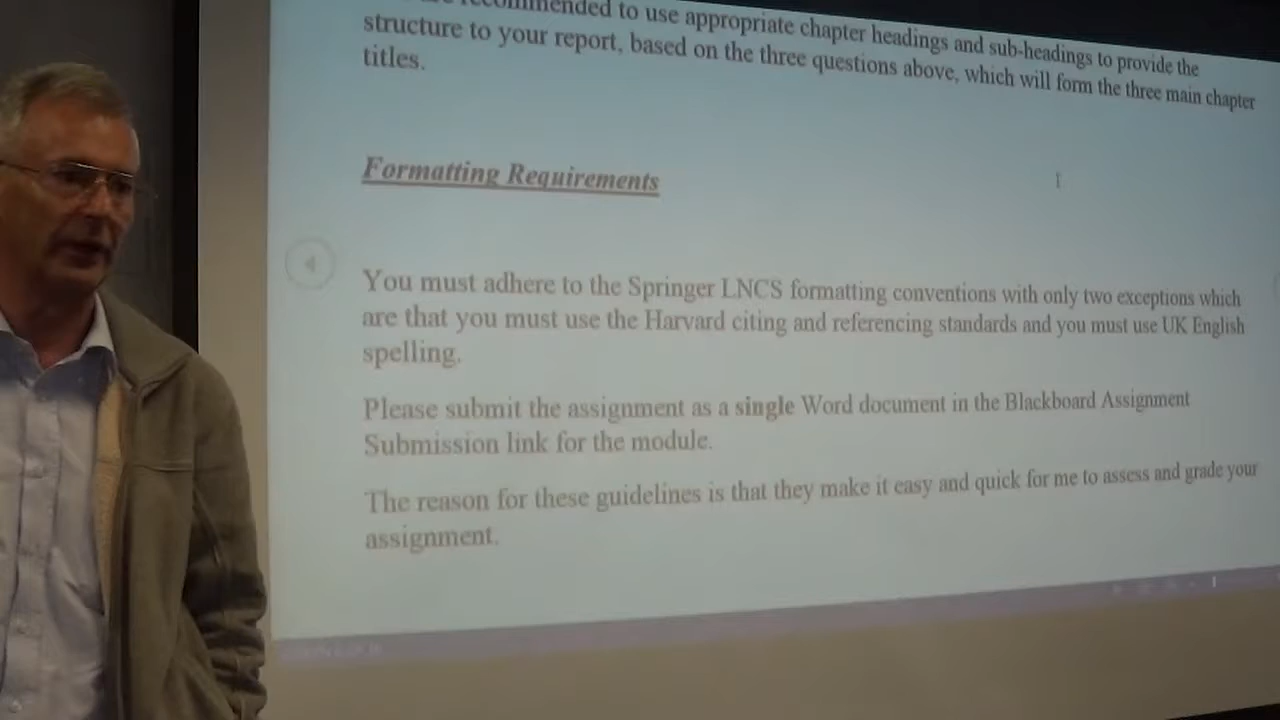 recommended to use appropriate chapter headings and sub-headings to provide the
structure to your report, based on the three questions above, which will form the three main chapter
titles.
Formatting Requirements
You must adhere to the Springer LNCS formatting conventions with only two exceptions which
are that you must use the Harvard citing and referencing standards and you must use UK English
spelling.
Please submit the assignment as a single Word document in the Blackboard Assignment
Submission link for the module.
The reason for these guidelines is that they make it easy and quick for me to assess and grade your
assignment.